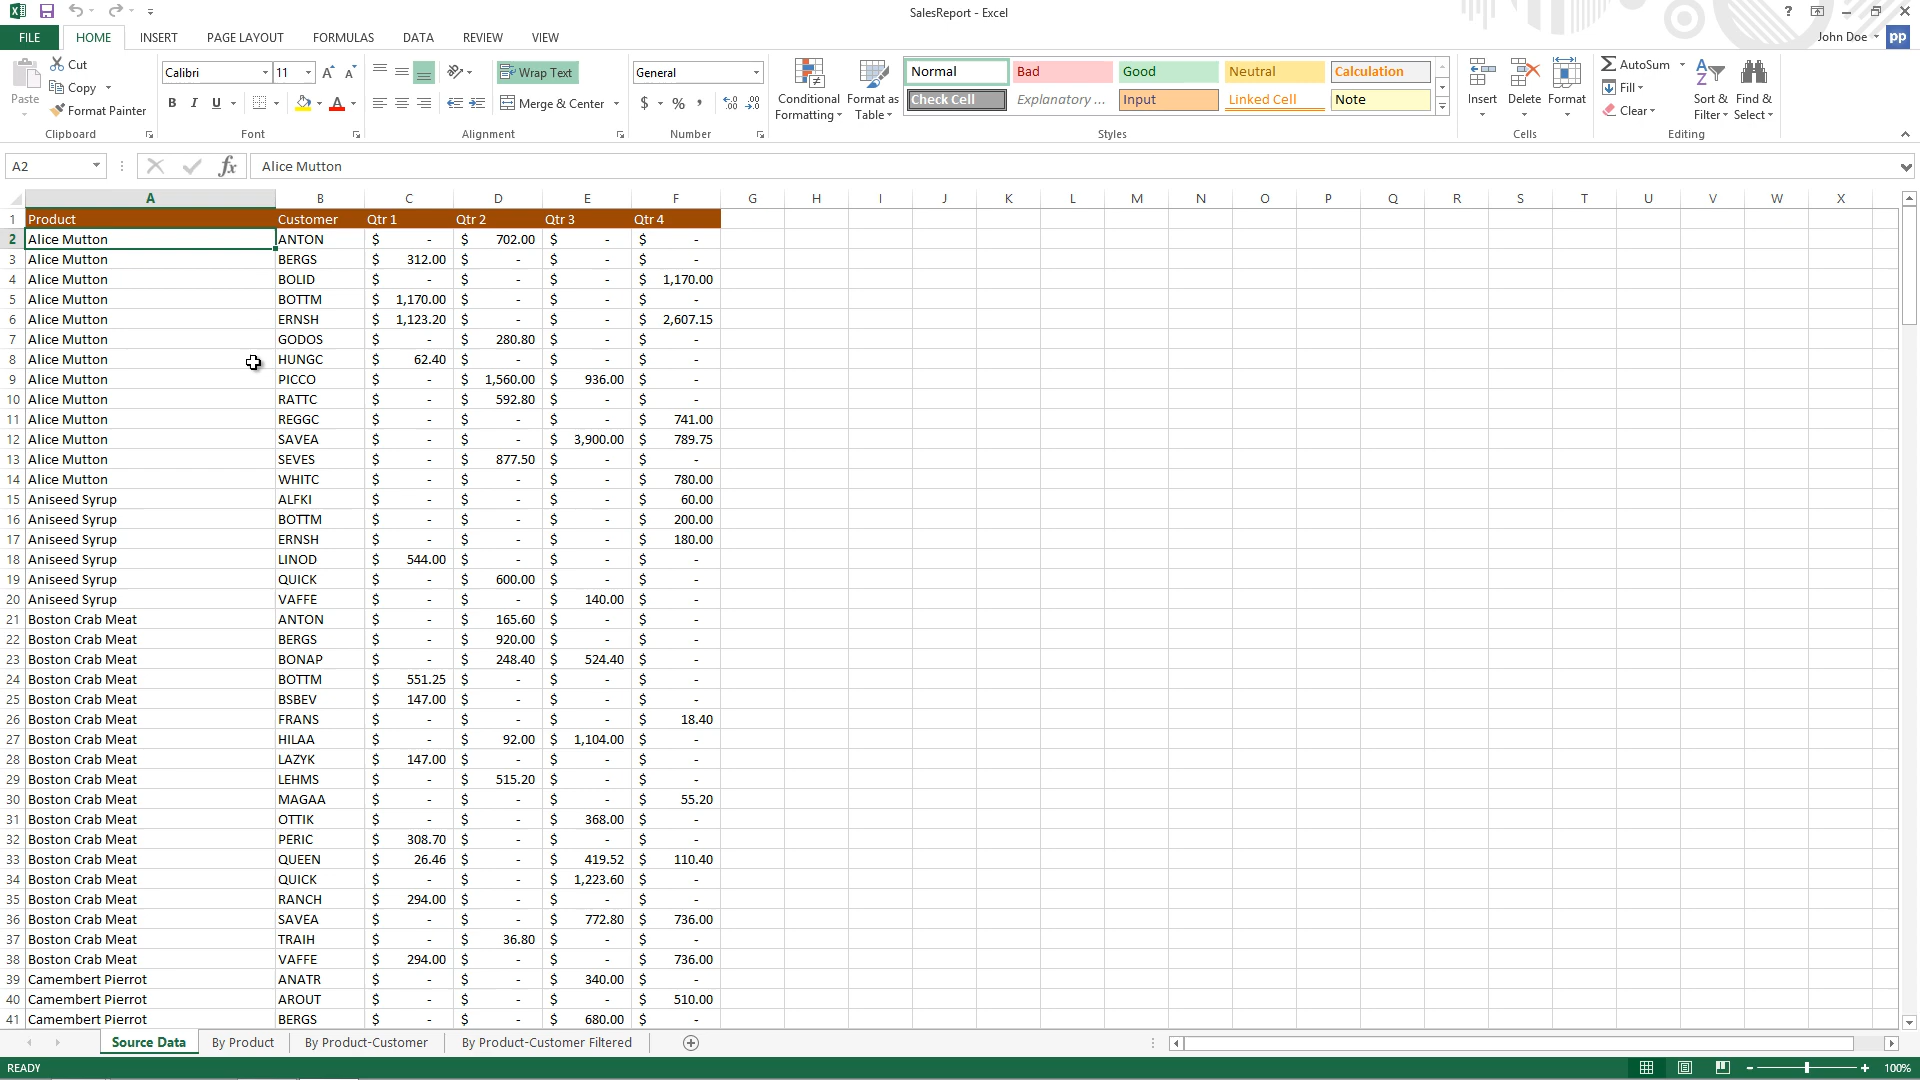 SalesReport - Excel
FILE HOME INSERT PAGE LAYOUT FORMULAS DATA REVIEW VIEW John Doe pp
Paste Cut Copy Format Painter Clipboard
Calibri 11 B I U Font
Wrap Text Merge & Center Alignment
General $ % , Number
Conditional Formatting Format as Table
Normal Bad Good Neutral Calculation
Check Cell Explanatory ... Input Linked Cell Note
Styles
Insert Delete Format Cells
AutoSum Fill Clear Sort & Filter Find & Select Editing
A2 fx Alice Mutton
A B C D E F G H I J K L M N O P Q R S T U V W X
1 Product Customer Qtr 1 Qtr 2 Qtr 3 Qtr 4
2 Alice Mutton ANTON $ - $ 702.00 $ - $ -
3 Alice Mutton BERGS $ 312.00 $ - $ - $ -
4 Alice Mutton BOLID $ - $ - $ - $ 1,170.00
5 Alice Mutton BOTTM $ 1,170.00 $ - $ - $ -
6 Alice Mutton ERNSH $ 1,123.20 $ - $ - $ 2,607.15
7 Alice Mutton GODOS $ - $ 280.80 $ - $ -
8 Alice Mutton HUNGC $ 62.40 $ - $ - $ -
9 Alice Mutton PICCO $ - $ 1,560.00 $ 936.00 $ -
10 Alice Mutton RATTC $ - $ 592.80 $ - $ -
11 Alice Mutton REGGC $ - $ - $ - $ 741.00
12 Alice Mutton SAVEA $ - $ - $ 3,900.00 $ 789.75
13 Alice Mutton SEVES $ - $ 877.50 $ - $ -
14 Alice Mutton WHITC $ - $ - $ - $ 780.00
15 Aniseed Syrup ALFKI $ - $ - $ - $ 60.00
16 Aniseed Syrup BOTTM $ - $ - $ - $ 200.00
17 Aniseed Syrup ERNSH $ - $ - $ - $ 180.00
18 Aniseed Syrup LINOD $ 544.00 $ - $ - $ -
19 Aniseed Syrup QUICK $ - $ 600.00 $ - $ -
20 Aniseed Syrup VAFFE $ - $ - $ 140.00 $ -
21 Boston Crab Meat ANTON $ - $ 165.60 $ - $ -
22 Boston Crab Meat BERGS $ - $ 920.00 $ - $ -
23 Boston Crab Meat BONAP $ - $ 248.40 $ 524.40 $ -
24 Boston Crab Meat BOTTM $ 551.25 $ - $ - $ -
25 Boston Crab Meat BSBEV $ 147.00 $ - $ - $ -
26 Boston Crab Meat FRANS $ - $ - $ - $ 18.40
27 Boston Crab Meat HILAA $ - $ 92.00 $ 1,104.00 $ -
28 Boston Crab Meat LAZYK $ 147.00 $ - $ - $ -
29 Boston Crab Meat LEHMS $ - $ 515.20 $ - $ -
30 Boston Crab Meat MAGAA $ - $ - $ - $ 55.20
31 Boston Crab Meat OTTIK $ - $ - $ 368.00 $ -
32 Boston Crab Meat PERIC $ 308.70 $ - $ - $ -
33 Boston Crab Meat QUEEN $ 26.46 $ - $ 419.52 $ 110.40
34 Boston Crab Meat QUICK $ - $ - $ 1,223.60 $ -
35 Boston Crab Meat RANCH $ 294.00 $ - $ - $ -
36 Boston Crab Meat SAVEA $ - $ - $ 772.80 $ 736.00
37 Boston Crab Meat TRAIH $ - $ 36.80 $ - $ -
38 Boston Crab Meat VAFFE $ 294.00 $ - $ - $ 736.00
39 Camembert Pierrot ANATR $ - $ - $ 340.00 $ -
40 Camembert Pierrot AROUT $ - $ - $ - $ 510.00
41 Camembert Pierrot BERGS $ - $ - $ 680.00 $ -
Source Data By Product By Product-Customer By Product-Customer Filtered
READY 100%